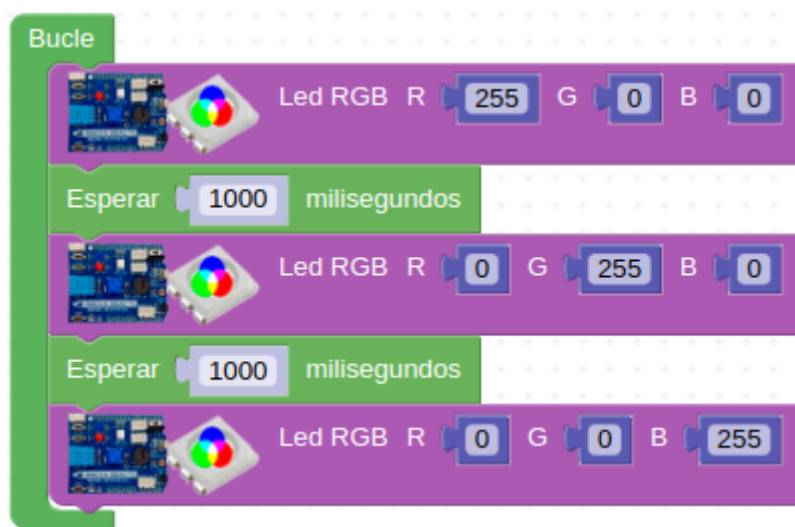 Bucle
Led RGB R 255 G 0 B 0
Esperar 1000 milisegundos
Led RGB R 0 G 255 B 0
Esperar 1000 milisegundos
Led RGB R 0 G 0 B 255